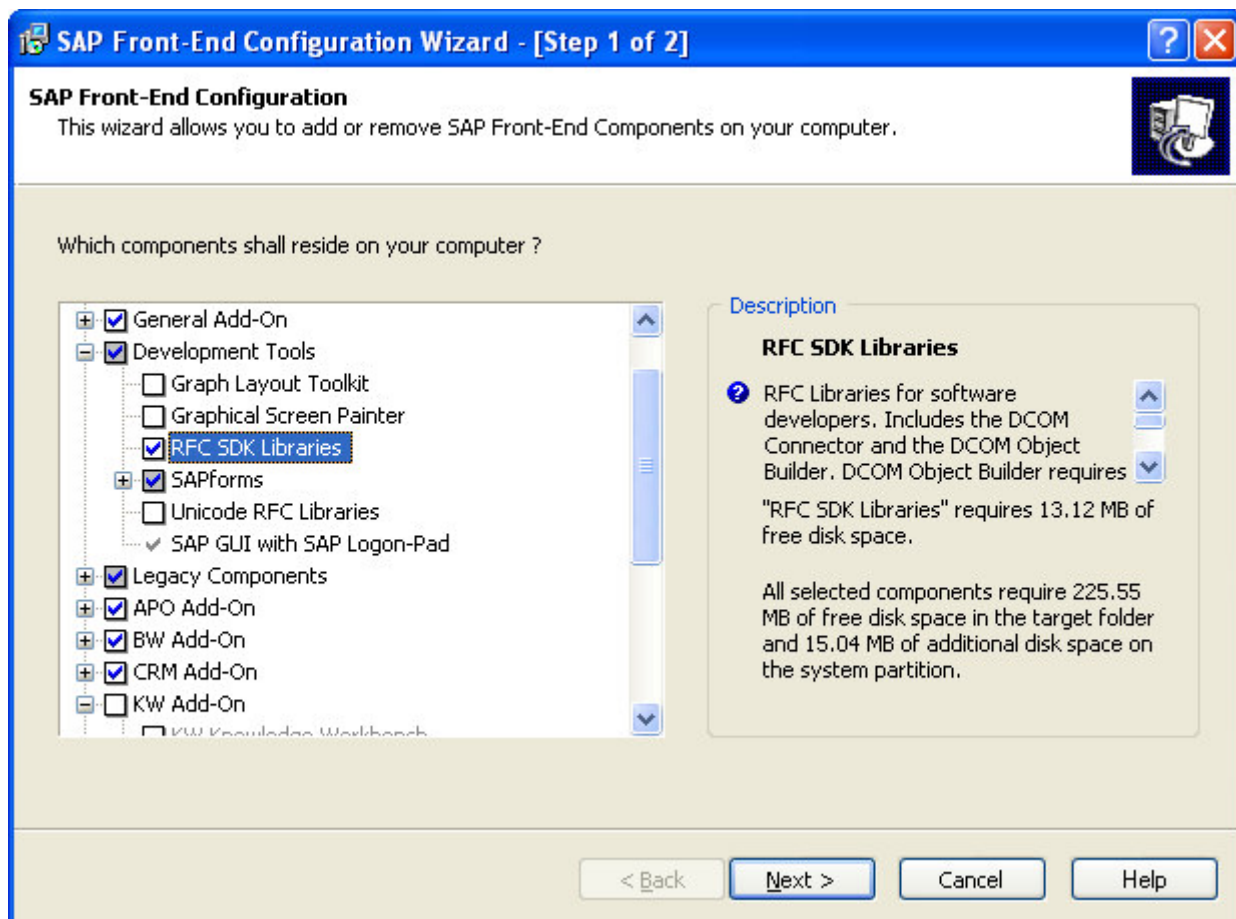 SAP Front-End Configuration Wizard - [Step 1 of 2]
SAP Front-End Configuration
This wizard allows you to add or remove SAP Front-End Components on your computer.
Which components shall reside on your computer ?
General Add-On
Development Tools
Graph Layout Toolkit
Graphical Screen Painter
RFC SDK Libraries
SAPforms
Unicode RFC Libraries
SAP GUI with SAP Logon-Pad
Legacy Components
APO Add-On
BW Add-On
CRM Add-On
KW Add-On
KW Knowledge Workbench
Description
RFC SDK Libraries
RFC Libraries for software
developers. Includes the DCOM
Connector and the DCOM Object
Builder. DCOM Object Builder requires
"RFC SDK Libraries" requires 13.12 MB of
free disk space.
All selected components require 225.55
MB of free disk space in the target folder
and 15.04 MB of additional disk space on
the system partition.
< Back
Next >
Cancel
Help